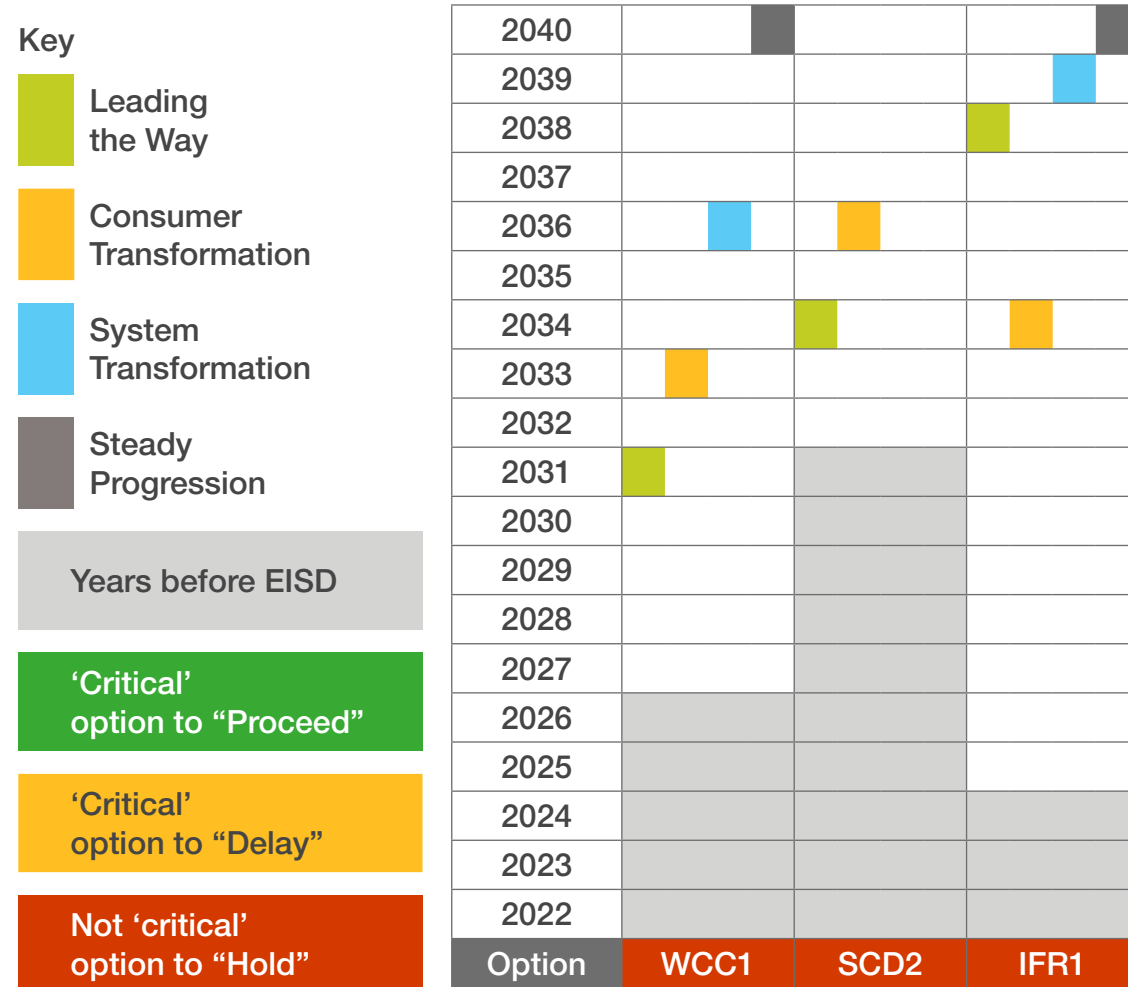 Key
Leading
the Way
Consumer
Transformation
System
Transformation
Steady
Progression
Years before EISD
‘Critical’
option to “Proceed”
‘Critical’
option to “Delay”
Not ‘critical’
option to “Hold”
2040
2039
2038
2037
2036
2035
2034
2033
2032
2031
2030
2029
2028
2027
2026
2025
2024
2023
2022
Option WCC1 SCD2 IFR1